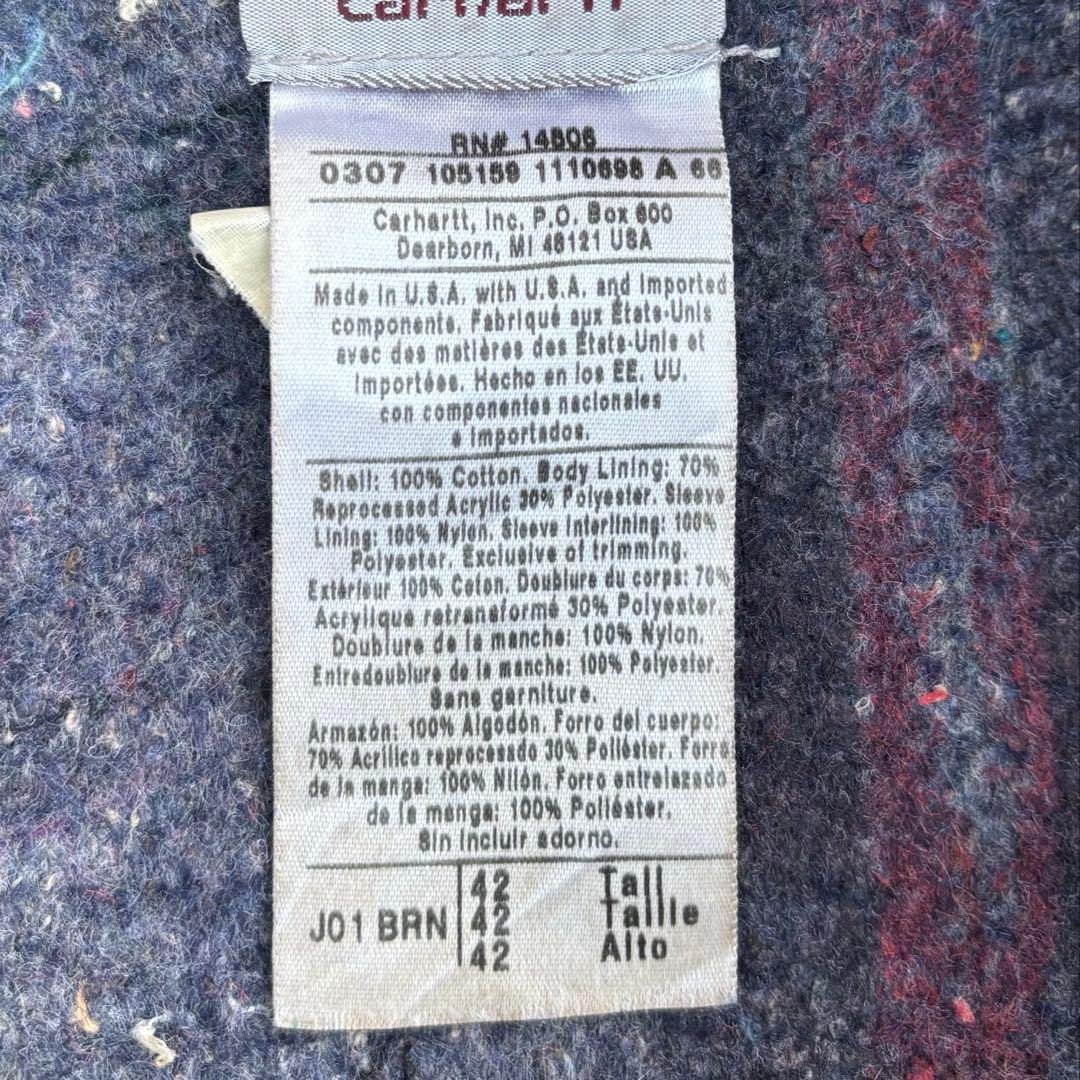 Carhartt
RN# 14806
0307 105159 1110698 A 66
Carhartt, Inc. P.O. Box 600
Dearborn, MI 48121 USA
Made in U.S.A. with U.S.A. and Imported
components. Fabriqué aux États-Unis
avec des matières des États-Unis et
Importées. Hecho en los EE. UU.
con componentes nacionales
e importados.
Shell: 100% Cotton. Body Lining: 70%
Reprocessed Acrylic 30% Polyester. Sleeve
Lining: 100% Nylon. Sleeve Interlining: 100%
Polyester. Exclusive of trimming.
Extérieur 100% Coton. Doublure du corps: 70%
Acrylique retransformé 30% Polyester.
Doublure de la manche: 100% Nylon.
Entredoublure de la manche: 100% Polyester.
Sans garniture.
Armazón: 100% Algodón. Forro del cuerpo:
70% Acrílico reprocessado 30% Poliéster. Forro
de la manga: 100% Nilón. Forro entrelazado
de la manga: 100% Poliéster.
Sin incluir adorno.
J01 BRN
42 Tall
42 Taille
42 Alto